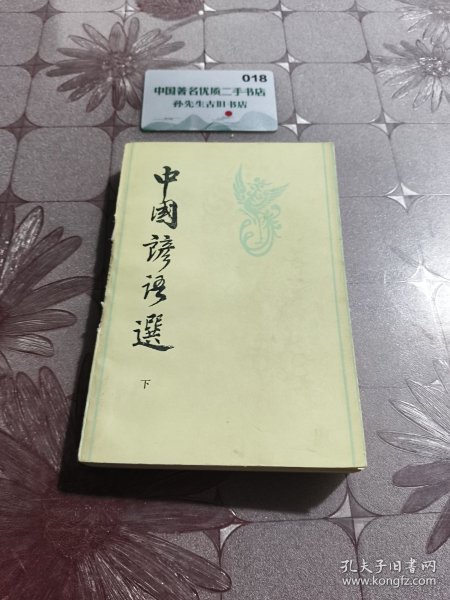 018
中国著名优质二手书店
孙先生古旧书店
中國諺語選
下
孔夫子旧书网
www.kongfz.com